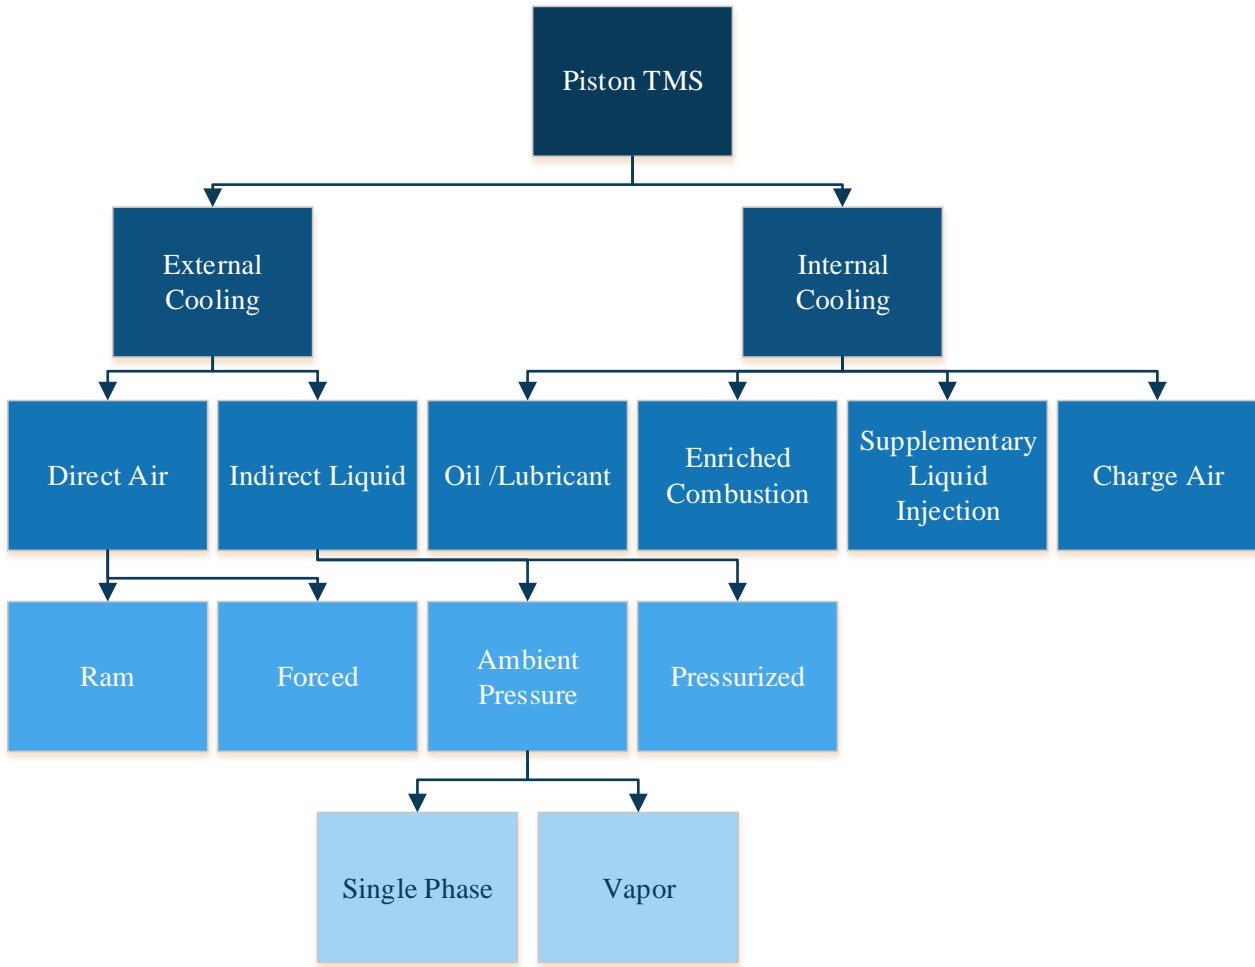 Piston TMS
External
Cooling
Internal
Cooling
Direct Air
Indirect Liquid
Oil /Lubricant
Enriched
Combustion
Supplementary
Liquid
Injection
Charge Air
Ram
Forced
Ambient
Pressure
Pressurized
Single Phase
Vapor